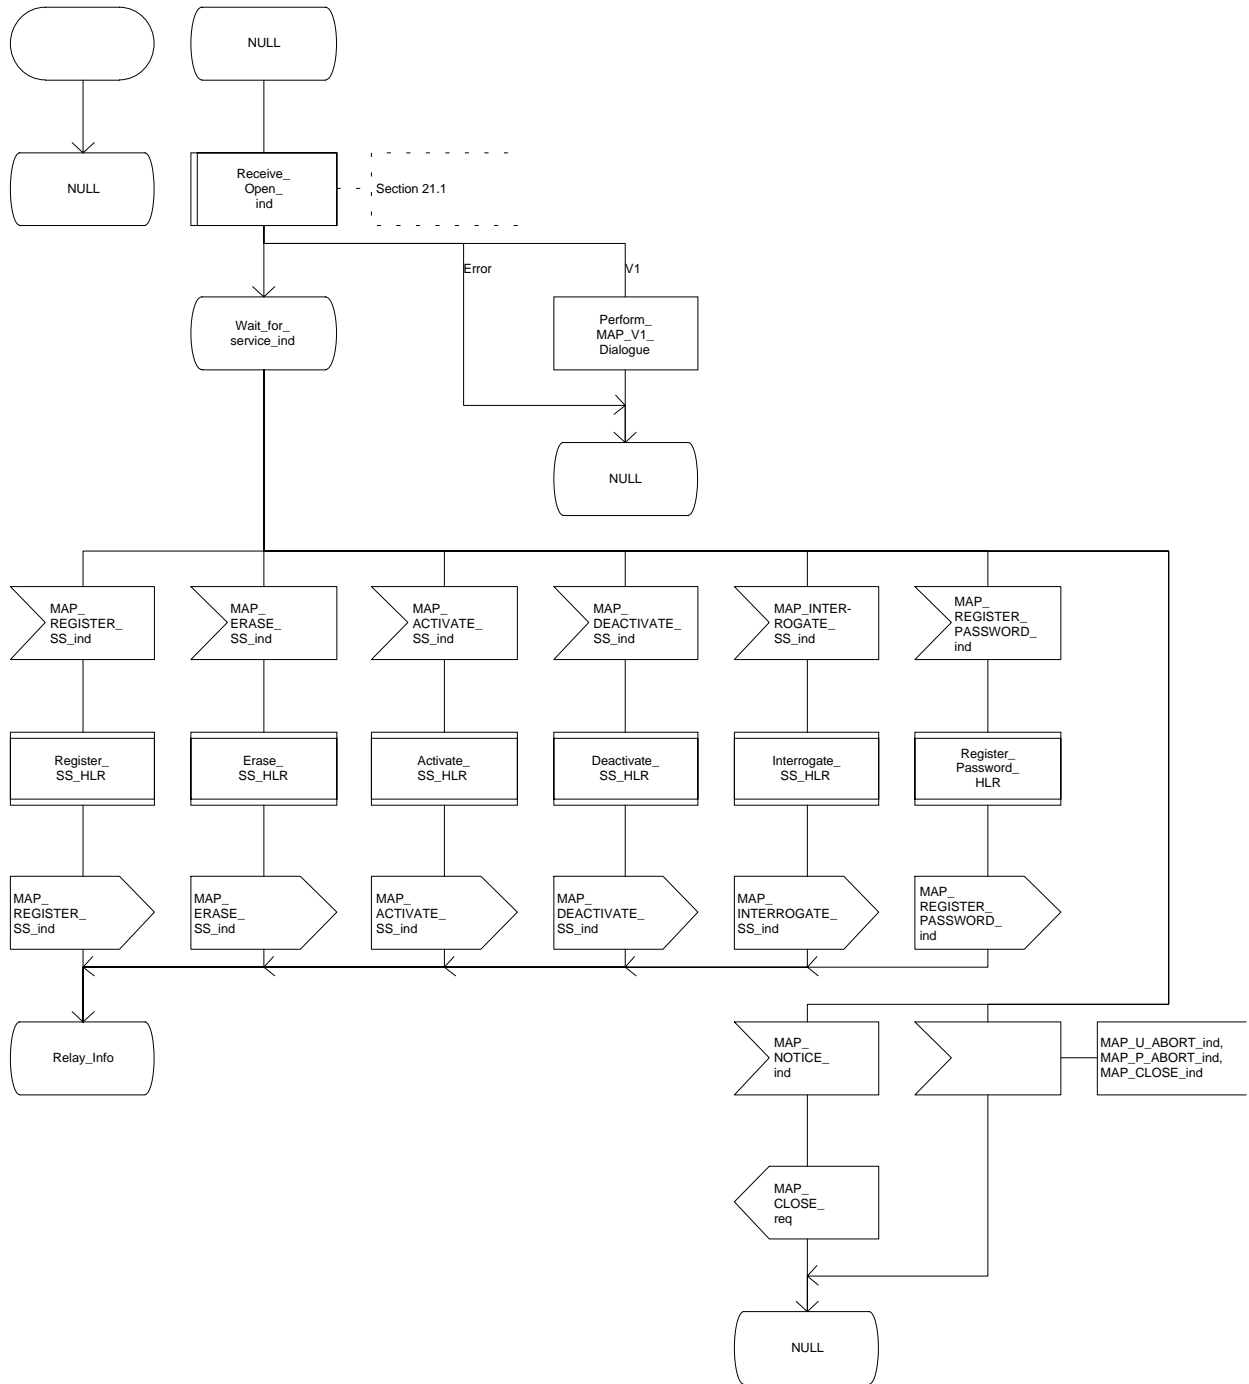 NULL
NULL
Receive_
Open_
ind
Section 21.1
Error
V1
Wait_for_
service_ind
Perform_
MAP_V1_
Dialogue
NULL
MAP_
REGISTER_
SS_ind
MAP_
ERASE_
SS_ind
MAP_
ACTIVATE_
SS_ind
MAP_
DEACTIVATE_
SS_ind
MAP_INTER-
ROGATE_
SS_ind
MAP_
REGISTER_
PASSWORD_
ind
Register_
SS_HLR
Erase_
SS_HLR
Activate_
SS_HLR
Deactivate_
SS_HLR
Interrogate_
SS_HLR
Register_
Password_
HLR
MAP_
REGISTER_
SS_ind
MAP_
ERASE_
SS_ind
MAP_
ACTIVATE_
SS_ind
MAP_
DEACTIVATE_
SS_ind
MAP_
INTERROGATE_
SS_ind
MAP_
REGISTER_
PASSWORD_
ind
Relay_Info
MAP_
NOTICE_
ind
MAP_U_ABORT_ind,
MAP_P_ABORT_ind,
MAP_CLOSE_ind
MAP_
CLOSE_
req
NULL